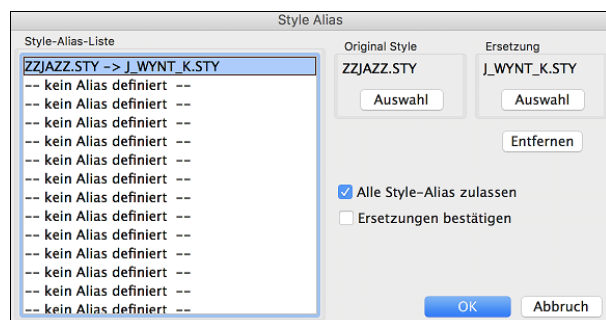 Style Alias
Style-Alias-Liste
ZZJAZZ.STY -> J_WYNT_K.STY
-- kein Alias definiert --
-- kein Alias definiert --
-- kein Alias definiert --
-- kein Alias definiert --
-- kein Alias definiert --
-- kein Alias definiert --
-- kein Alias definiert --
-- kein Alias definiert --
-- kein Alias definiert --
-- kein Alias definiert --
-- kein Alias definiert --
-- kein Alias definiert --
-- kein Alias definiert --
Original Style
ZZJAZZ.STY
Auswahl
Ersetzung
J_WYNT_K.STY
Auswahl
Entfernen
Alle Style-Alias zulassen
Ersetzungen bestätigen
OK
Abbruch